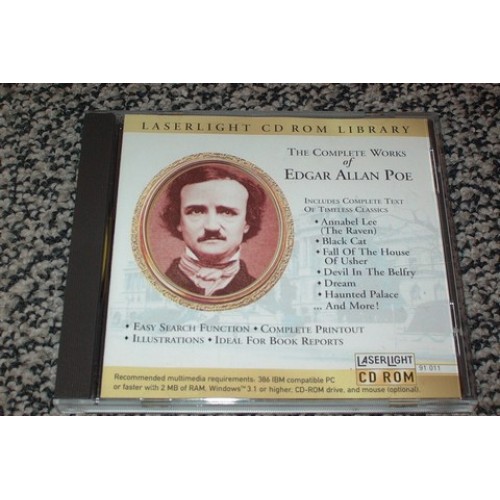 LASERLIGHT CD ROM LIBRARY
THE COMPLETE WORKS
of
EDGAR ALLAN POE
INCLUDES COMPLETE TEXT
OF TIMELESS CLASSICS
• Annabel Lee
(The Raven)
• Black Cat
• Fall Of The House
Of Usher
• Devil In The Belfry
• Dream
• Haunted Palace
... And More!
• EASY SEARCH FUNCTION • COMPLETE PRINTOUT
• ILLUSTRATIONS • IDEAL FOR BOOK REPORTS
Recommended multimedia requirements: 386 IBM compatible PC
or faster with 2 MB of RAM, Windows™ 3.1 or higher, CD-ROM drive, and mouse (optional).
LASERLIGHT
CD ROM
91 011